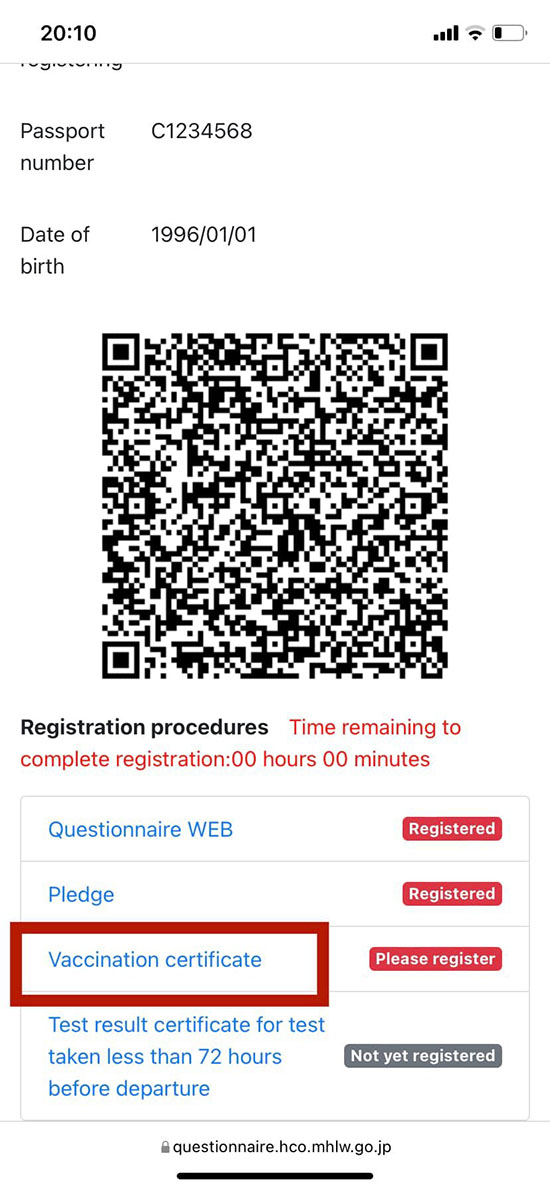 20:10
registering
Passport C1234568
number
Date of 1996/01/01
birth
Registration procedures Time remaining to
complete registration:00 hours 00 minutes
Questionnaire WEB Registered
Pledge Registered
Vaccination certificate Please register
Test result certificate for test
taken less than 72 hours Not yet registered
before departure
questionnaire.hco.mhlw.go.jp